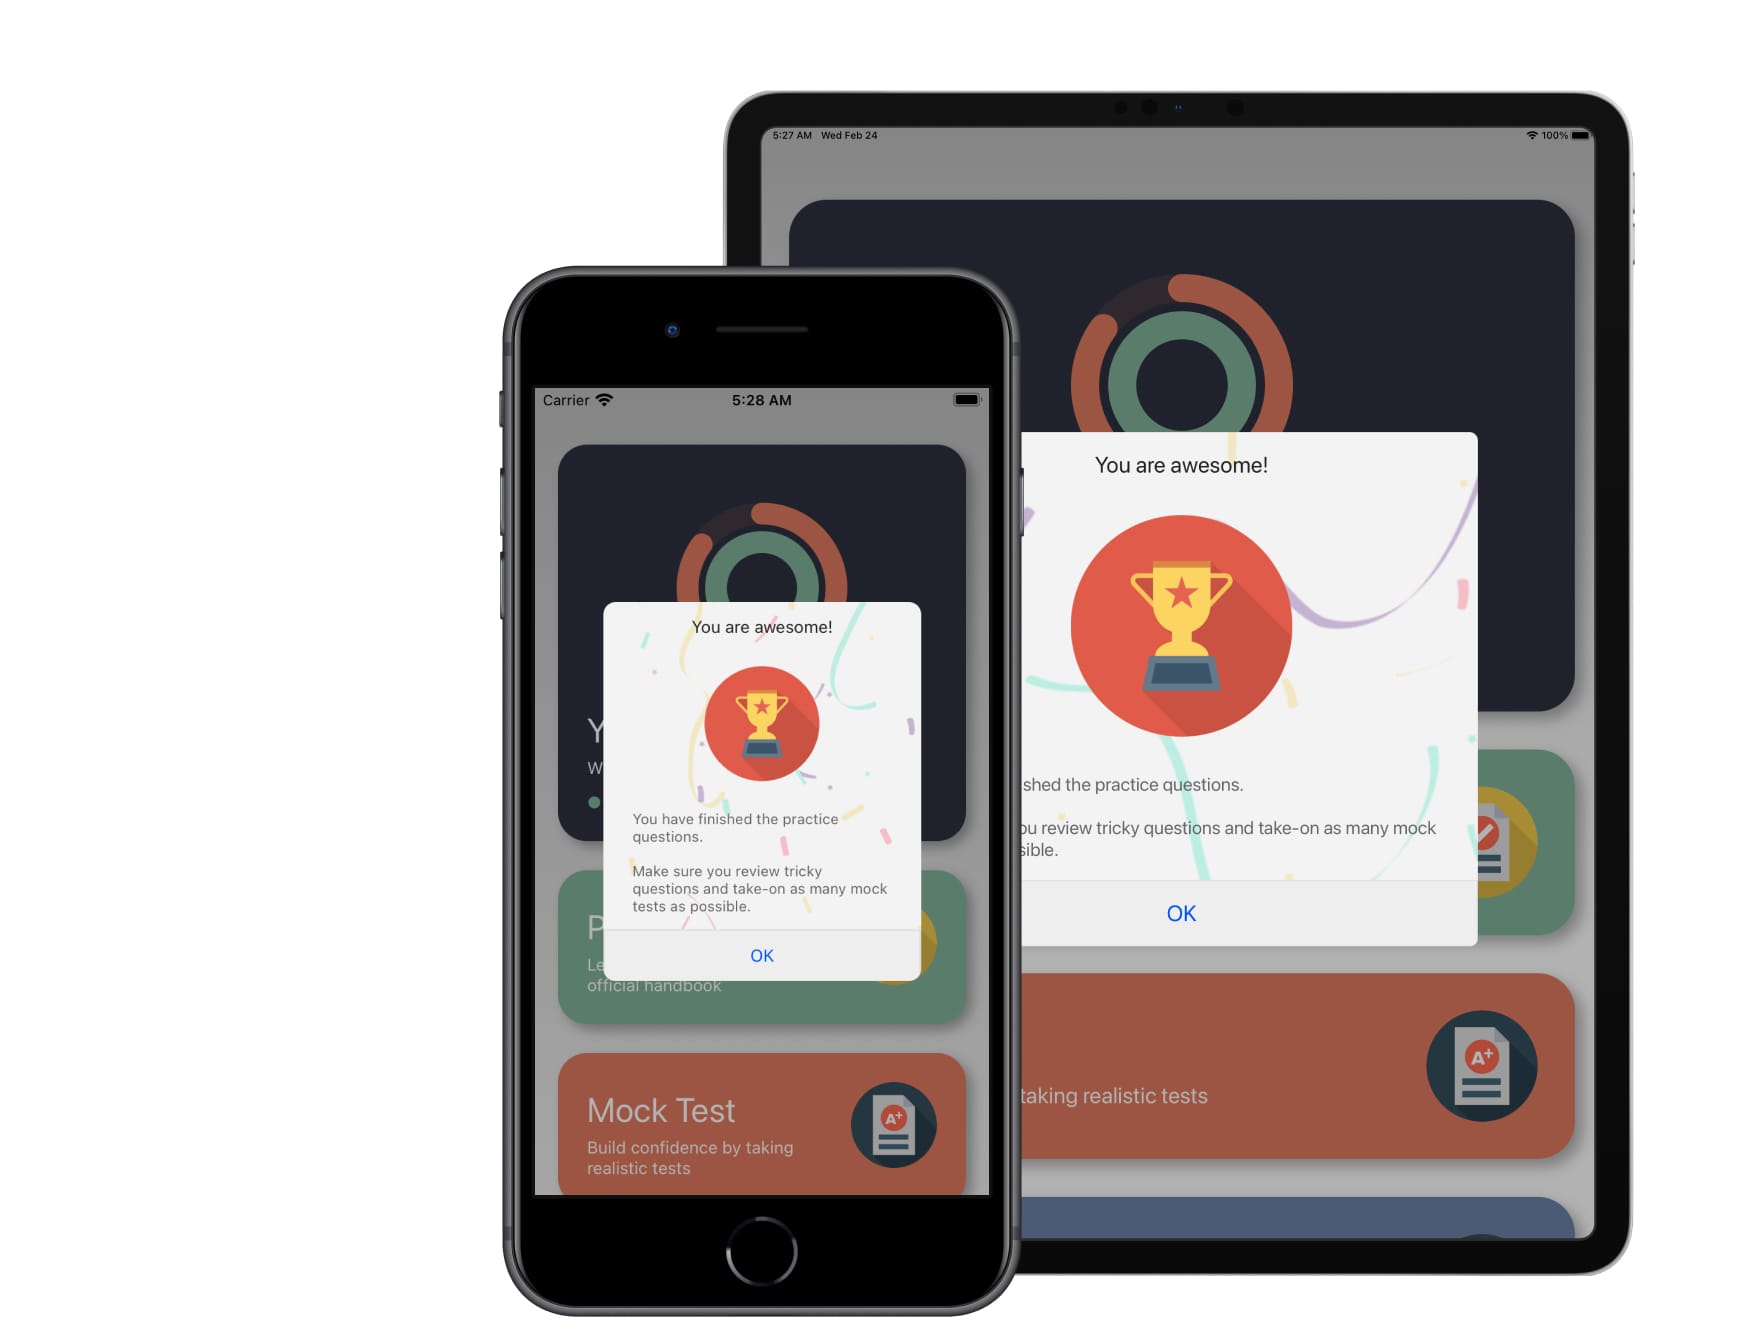 5:27 AM Wed Feb 24
100%
You are awesome!
shed the practice questions.
ou review tricky questions and take-on as many mock
sible.
OK
taking realistic tests
A+
Carrier
5:28 AM
Y
W
You are awesome!
You have finished the practice
questions.
Make sure you review tricky
questions and take-on as many mock
tests as possible.
OK
P
Le
official handbook
Mock Test
Build confidence by taking
realistic tests
A+